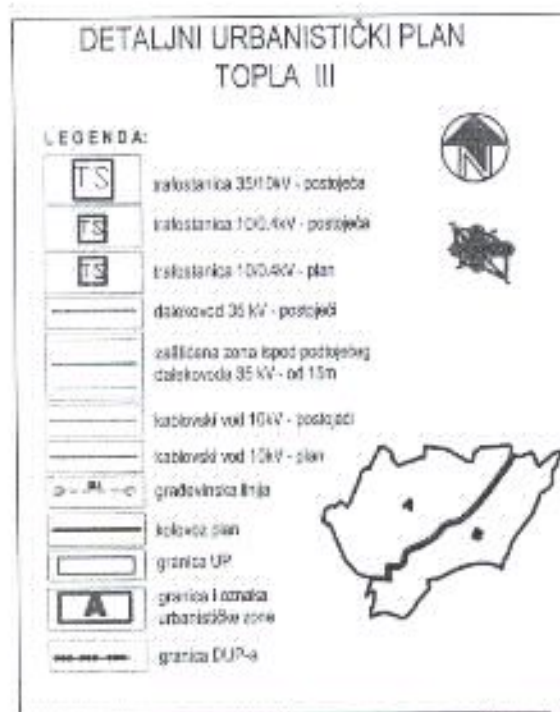 DETALJNI URBANISTIČKI PLAN
TOPLA III
LEGENDA:
TS
trafostanica 35/10kV - postojeća
TS
trafostanica 10/0.4kV - postojeća
TS
trafostanica 10/0.4kV - plan
dalekovod 35 kV - postojeći
zaštićena zona ispod postojećeg
dalekovoda 35 kV - od 15m
kablovski vod 10kV - postojeći
kablovski vod 10kV - plan
građevinska linija
kolovoz plan
granica UP
A
granica i oznaka
urbanističke zone
granica DUP-a
N
A
B